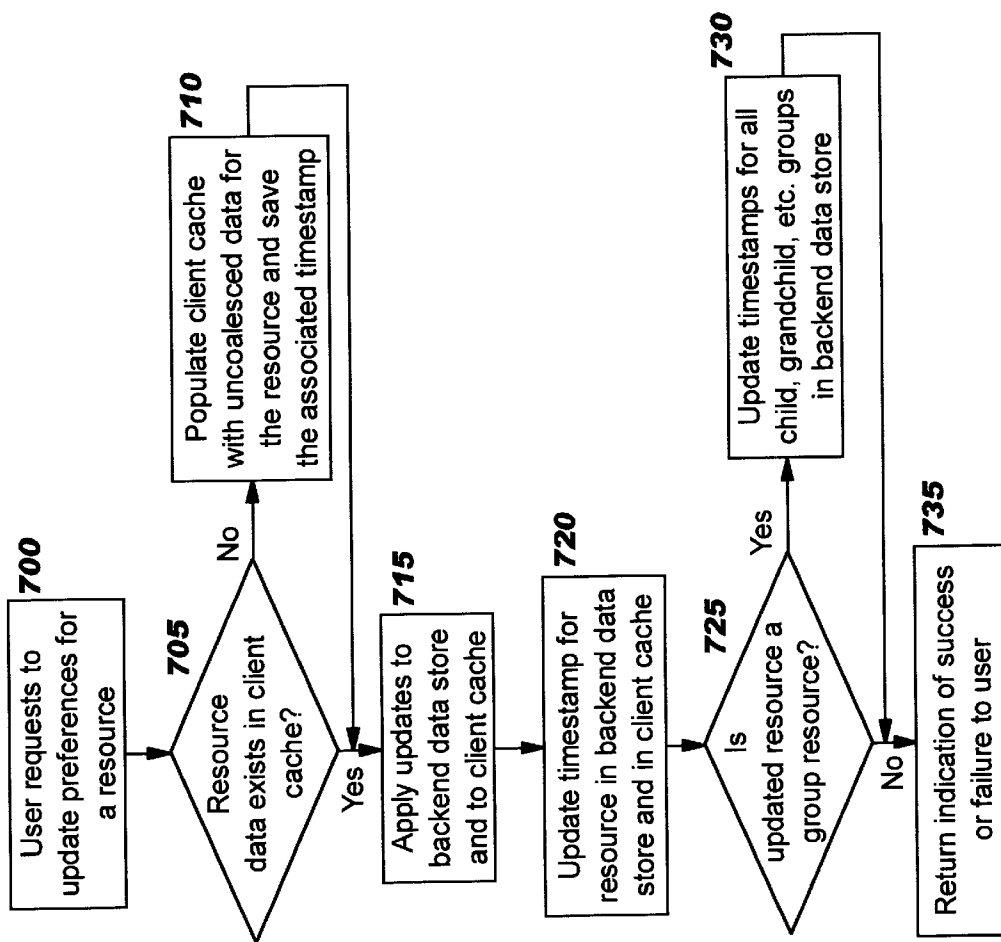 700
User requests to
update preferences for
a resource
705
Resource
data exists in client
cache?
No
Yes
710
Populate client cache
with uncoalesced data for
the resource and save
the associated timestamp
715
Apply updates to
backend data store
and to client cache
720
Update timestamp for
resource in backend data
store and in client cache
725
Is
updated resource a
group resource?
Yes
No
730
Update timestamps for all
child, grandchild, etc. groups
in backend data store
735
Return indication of success
or failure to user